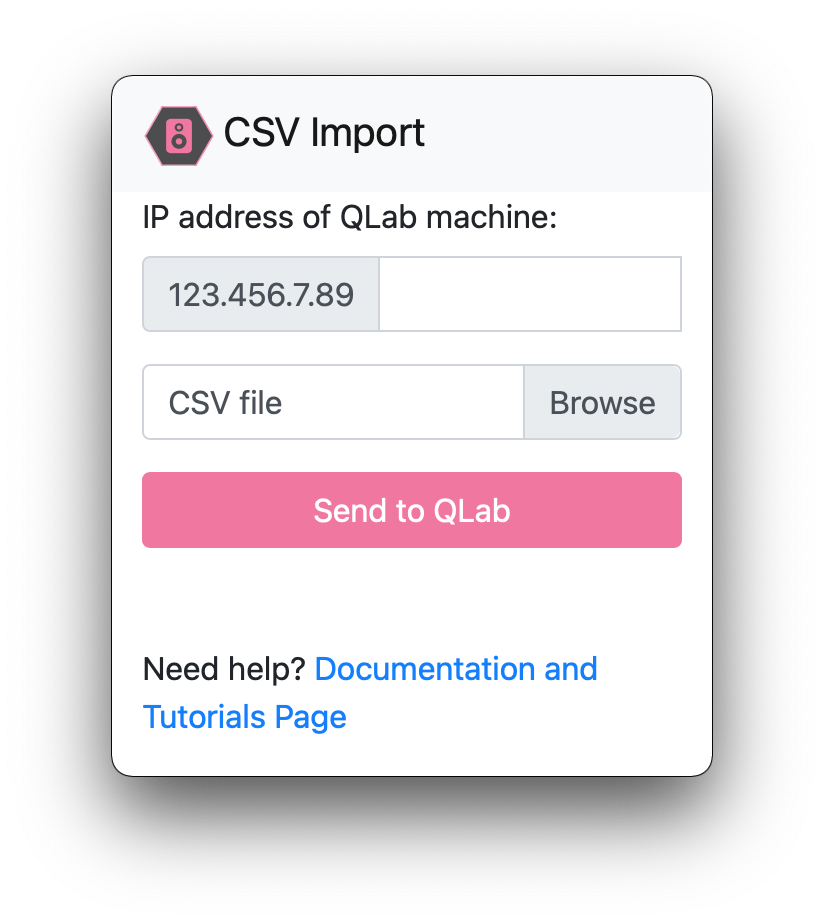 CSV Import
IP address of QLab machine:
123.456.7.89
CSV file
Browse
Send to QLab
Need help? Documentation and
Tutorials Page